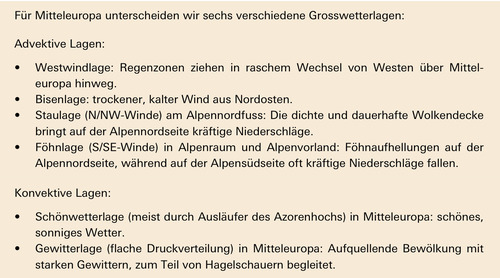 Für Mitteleuropa unterscheiden wir sechs verschiedene Grosswetterlagen:
Advektive Lagen:
• Westwindlage: Regenzonen ziehen in raschem Wechsel von Westen über Mittel-
europa hinweg.
• Bisenlage: trockener, kalter Wind aus Nordosten.
• Staulage (N/NW-Winde) am Alpennordfuss: Die dichte und dauerhafte Wolkendecke
bringt auf der Alpennordseite kräftige Niederschläge.
• Föhnlage (S/SE-Winde) in Alpenraum und Alpenvorland: Föhnaufhellungen auf der
Alpennordseite, während auf der Alpensüdseite oft kräftige Niederschläge fallen.
Konvektive Lagen:
• Schönwetterlage (meist durch Ausläufer des Azorenhochs) in Mitteleuropa: schönes,
sonniges Wetter.
• Gewitterlage (flache Druckverteilung) in Mitteleuropa: Aufquellende Bewölkung mit
starken Gewittern, zum Teil von Hagelschauern begleitet.